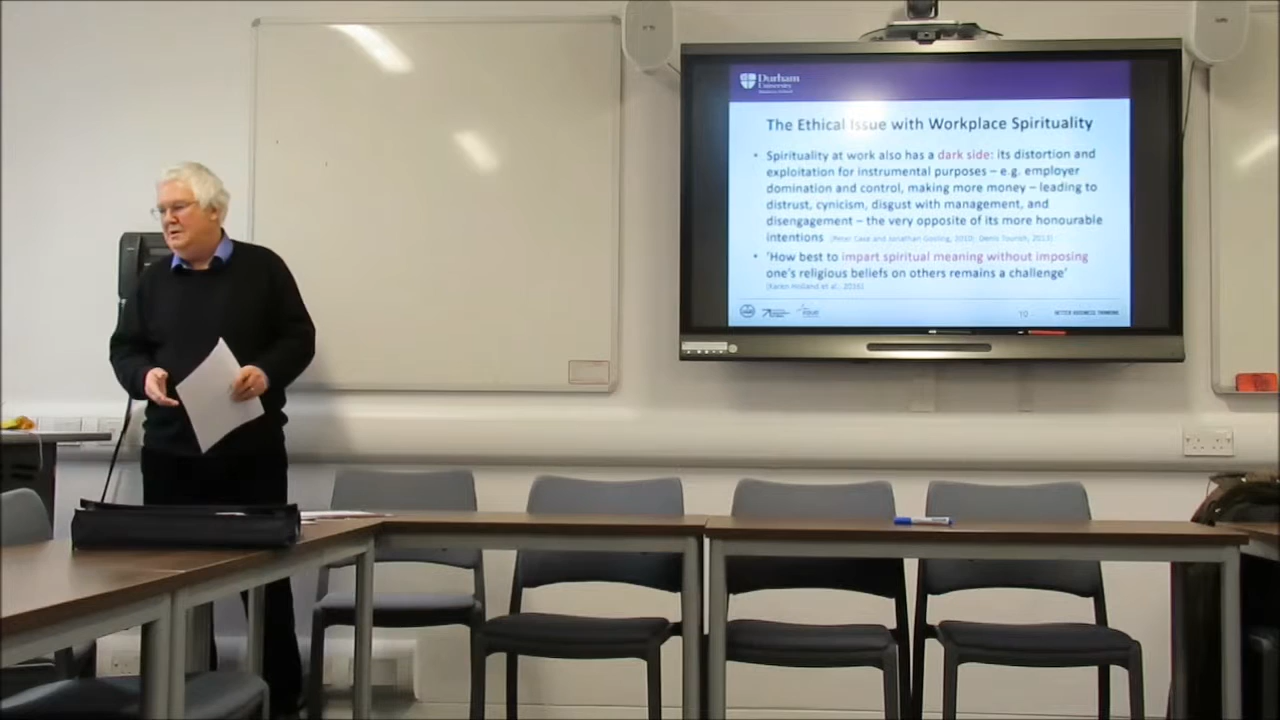 Durham
University
The Ethical Issue with Workplace Spirituality
• Spirituality at work also has a dark side: its distortion and
exploitation for instrumental purposes – e.g. employer
domination and control, making more money – leading to
distrust, cynicism, disgust with management, and
disengagement – the very opposite of its more honourable
intentions (Peter Case and Jonathan Gosling, 2010; Denis Tourish, 2013)
• 'How best to impart spiritual meaning without imposing
one's religious beliefs on others remains a challenge'
(Karen Holland et al., 2016)
10
BETTER BUSINESS THINKING